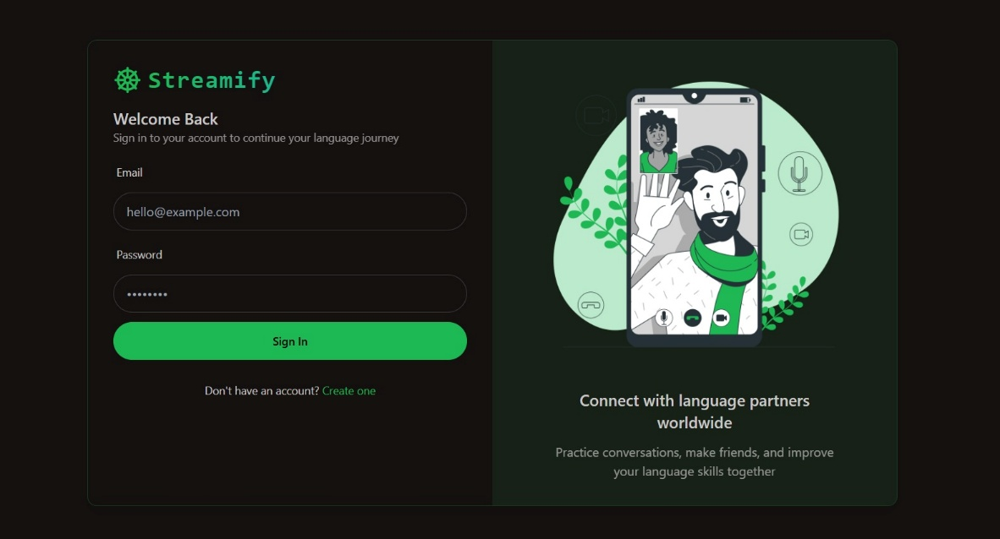 Streamify
Welcome Back
Sign in to your account to continue your language journey
Email
hello@example.com
Password
••••••••
Sign In
Don't have an account? Create one
Connect with language partners
worldwide
Practice conversations, make friends, and improve
your language skills together